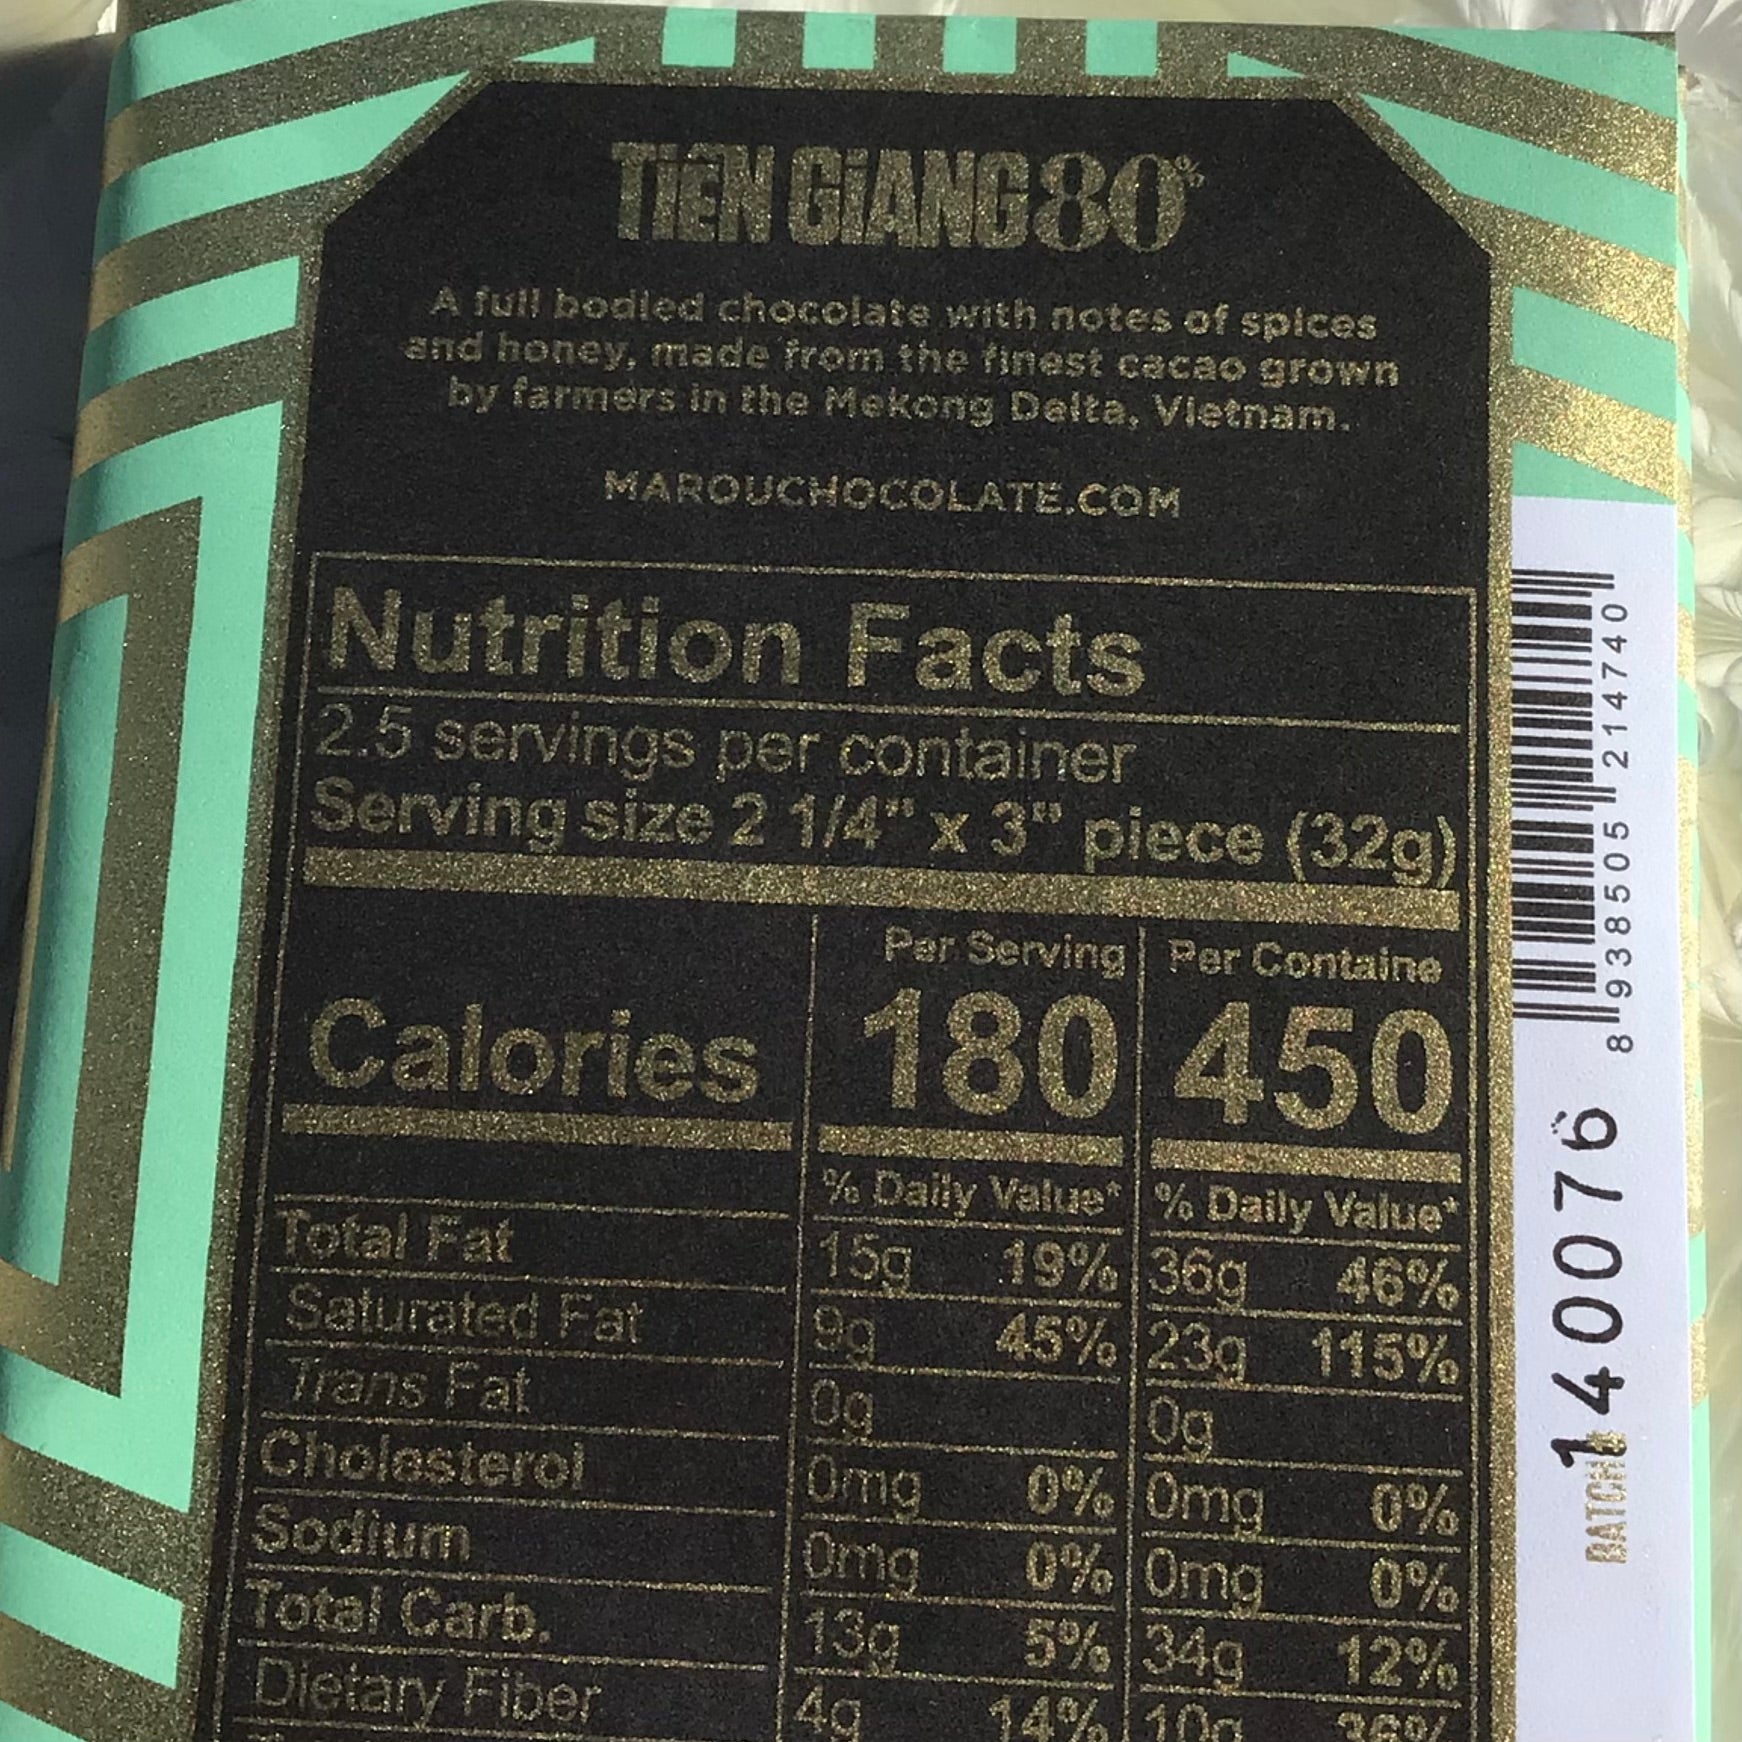 TIỀN GIANG 80%
A full bodied chocolate with notes of spices
and honey, made from the finest cacao grown
by farmers in the Mekong Delta, Vietnam.
MAROUCHOCOLATE.COM
Nutrition Facts
2.5 servings per container
Serving size 2 1/4" x 3" piece (32g)
Per Serving Per Containe
Calories 180 450
% Daily Value* % Daily Value*
Total Fat 15g 19% 36g 46%
Saturated Fat 9g 45% 23g 115%
Trans Fat 0g 0g
Cholesterol 0mg 0% 0mg 0%
Sodium 0mg 0% 0mg 0%
Total Carb. 13g 5% 34g 12%
Dietary Fiber 4g 14% 10g 36%
8 938505 214740
BATCH# 140076